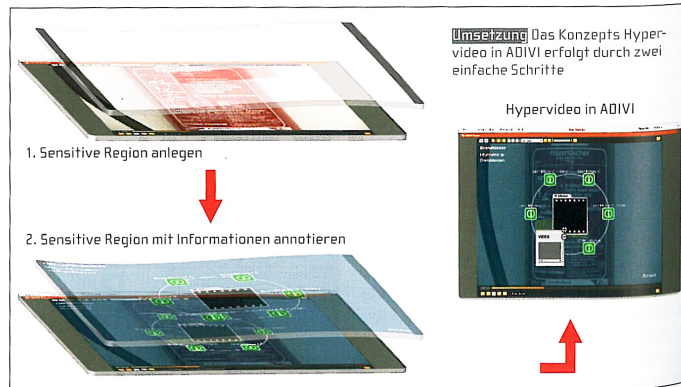 Umsetzung Das Konzepts Hyper-
video in ADIVI erfolgt durch zwei
einfache Schritte
1. Sensitive Region anlegen
2. Sensitive Region mit Informationen annotieren
Hypervideo in ADIVI